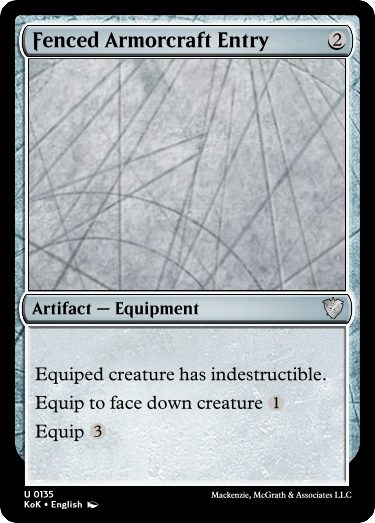 Fenced Armorcraft Entry 2
Artifact — Equipment
Equiped creature has indestructible.
Equip to face down creature 1
Equip 3
U 0135
KoK • English
Mackenzie, McGrath & Associates LLC